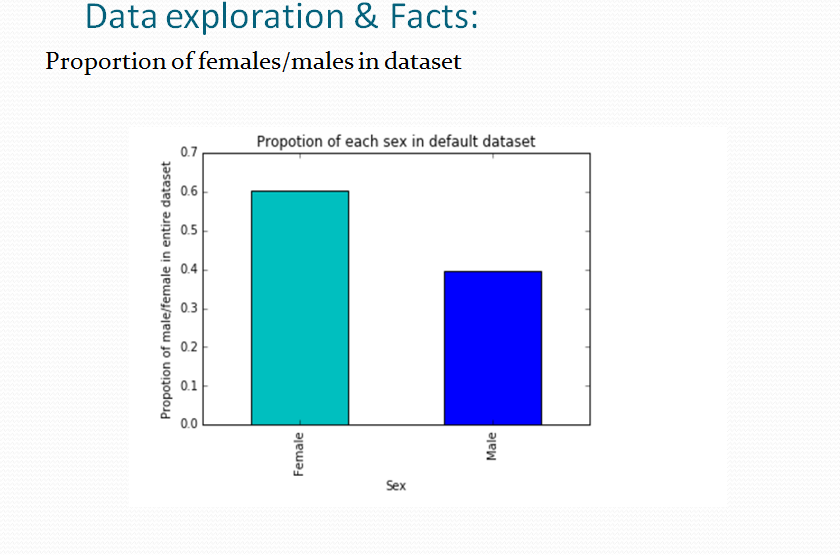 Data exploration & Facts:
Proportion of females/males in dataset
Propotion of each sex in default dataset
Propotion of male/female in entire dataset
0.7
0.6
0.5
0.4
0.3
0.2
0.1
0.0
Female
Male
Sex